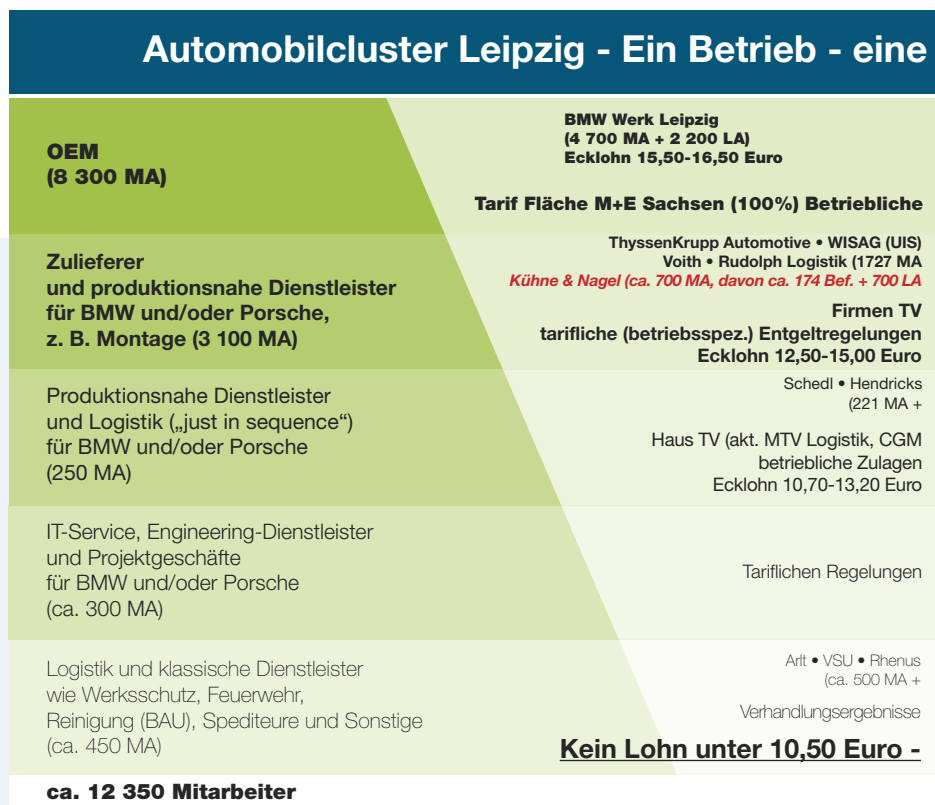 Automobilcluster Leipzig - Ein Betrieb - eine
OEM
(8 300 MA)
BMW Werk Leipzig
(4 700 MA + 2 200 LA)
Ecklohn 15,50-16,50 Euro
Tarif Fläche M+E Sachsen (100%) Betriebliche
Zulieferer
und produktionsnahe Dienstleister
für BMW und/oder Porsche,
z. B. Montage (3 100 MA)
ThyssenKrupp Automotive • WISAG (UIS)
Voith • Rudolph Logistik (1727 MA
Kühne & Nagel (ca. 700 MA, davon ca. 174 Bef. + 700 LA
Firmen TV
tarifliche (betriebsspez.) Entgeltregelungen
Ecklohn 12,50-15,00 Euro
Produktionsnahe Dienstleister
und Logistik („just in sequence“)
für BMW und/oder Porsche
(250 MA)
Schedl • Hendricks
(221 MA +
Haus TV (akt. MTV Logistik, CGM
betriebliche Zulagen
Ecklohn 10,70-13,20 Euro
IT-Service, Engineering-Dienstleister
und Projektgeschäfte
für BMW und/oder Porsche
(ca. 300 MA)
Tariflichen Regelungen
Logistik und klassische Dienstleister
wie Werksschutz, Feuerwehr,
Reinigung (BAU), Spediteure und Sonstige
(ca. 450 MA)
Arlt • VSU • Rhenus
(ca. 500 MA +
Verhandlungsergebnisse
Kein Lohn unter 10,50 Euro -
ca. 12 350 Mitarbeiter